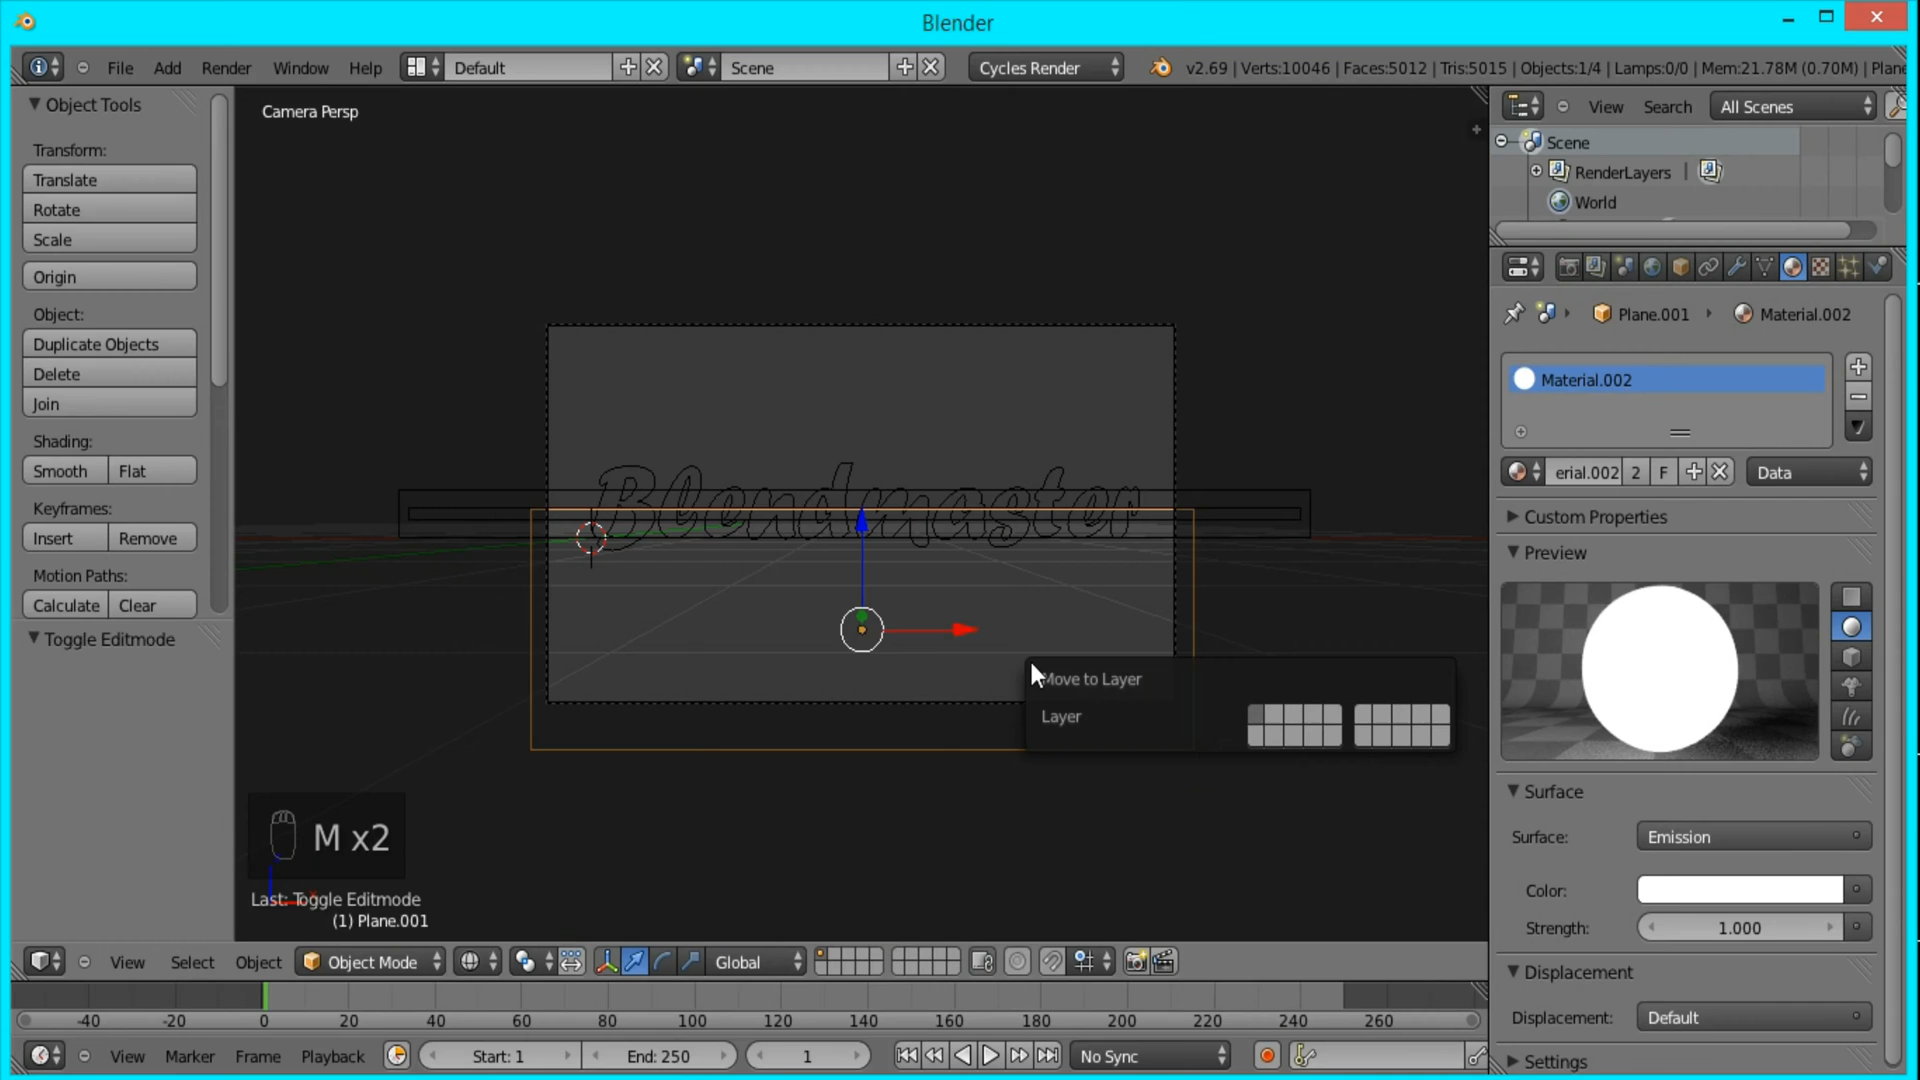 Blender
File Add Render Window Help Default Scene Cycles Render v2.69 | Verts:10046 | Faces:5012 | Tris:5015 | Objects:1/4 | Lamps:0/0 | Mem:21.78M (0.70M) | Plane
Object Tools
Transform:
Translate
Rotate
Scale
Origin
Object:
Duplicate Objects
Delete
Join
Shading:
Smooth Flat
Keyframes:
Insert Remove
Motion Paths:
Calculate Clear
Toggle Editmode
Camera Persp
Blendmaster
Move to Layer
Layer
M x2
Last: Toggle Editmode
(1) Plane.001
View Select Object Object Mode Global
-40 -20 0 20 40 60 80 100 120 140 160 180 200 220 240 260
View Marker Frame Playback Start: 1 End: 250 1 No Sync
View Search All Scenes
Scene
RenderLayers
World
Plane.001 Material.002
Material.002
erial.002 2 F Data
Custom Properties
Preview
Surface
Surface: Emission
Color:
Strength: 1.000
Displacement
Displacement: Default
Settings